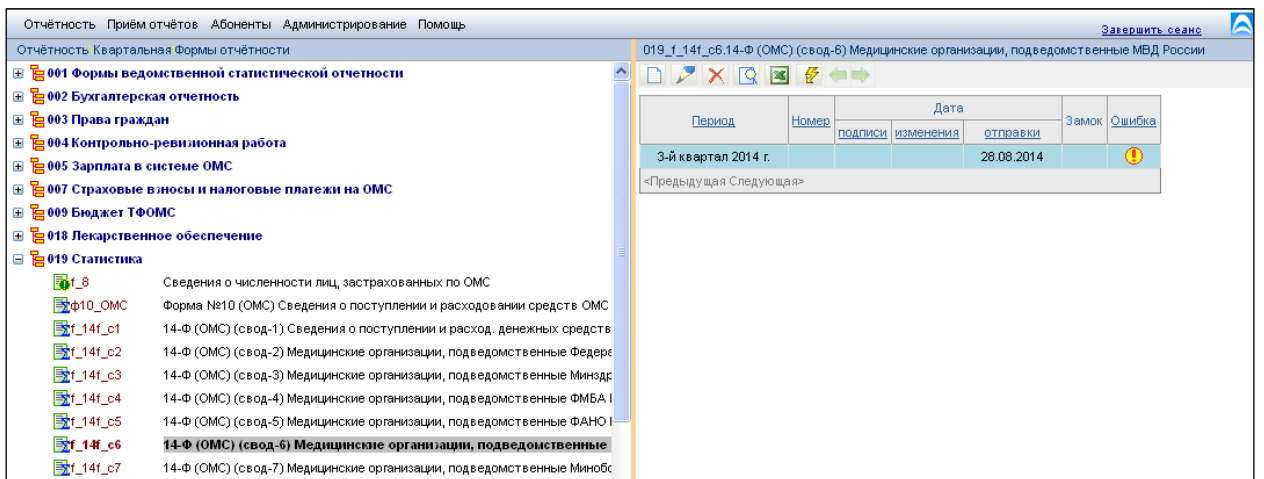 Отчётность Приём отчётов Абоненты Администрирование Помощь
Завершить сеанс
Отчётность Квартальная Формы отчётности
001 Формы ведомственной статистической отчетности
002 Бухгалтерская отчетность
003 Права граждан
004 Контрольно-ревизионная работа
005 Зарплата в системе ОМС
007 Страховые взносы и налоговые платежи на ОМС
009 Бюджет ТФОМС
018 Лекарственное обеспечение
019 Статистика
f_8 Сведения о численности лиц, застрахованных по ОМС
ф10_ОМС Форма №10 (ОМС) Сведения о поступлении и расходовании средств ОМС
f_14f_c1 14-Ф (ОМС) (свод-1) Сведения о поступлении и расход. денежных средств
f_14f_c2 14-Ф (ОМС) (свод-2) Медицинские организации, подведомственные Федера
f_14f_c3 14-Ф (ОМС) (свод-3) Медицинские организации, подведомственные Минздр
f_14f_c4 14-Ф (ОМС) (свод-4) Медицинские организации, подведомственные ФМБА
f_14f_c5 14-Ф (ОМС) (свод-5) Медицинские организации, подведомственные ФАНО
f_14f_c6 14-Ф (ОМС) (свод-6) Медицинские организации, подведомственные
f_14f_c7 14-Ф (ОМС) (свод-7) Медицинские организации, подведомственные Минобо
019_f_14f_c6.14-Ф (ОМС) (свод-6) Медицинские организации, подведомственные МВД России
Дата
Период Номер Замок Ошибка
подписи изменения отправки
3-й квартал 2014 г. 28.08.2014
<Предыдущая Следующая>